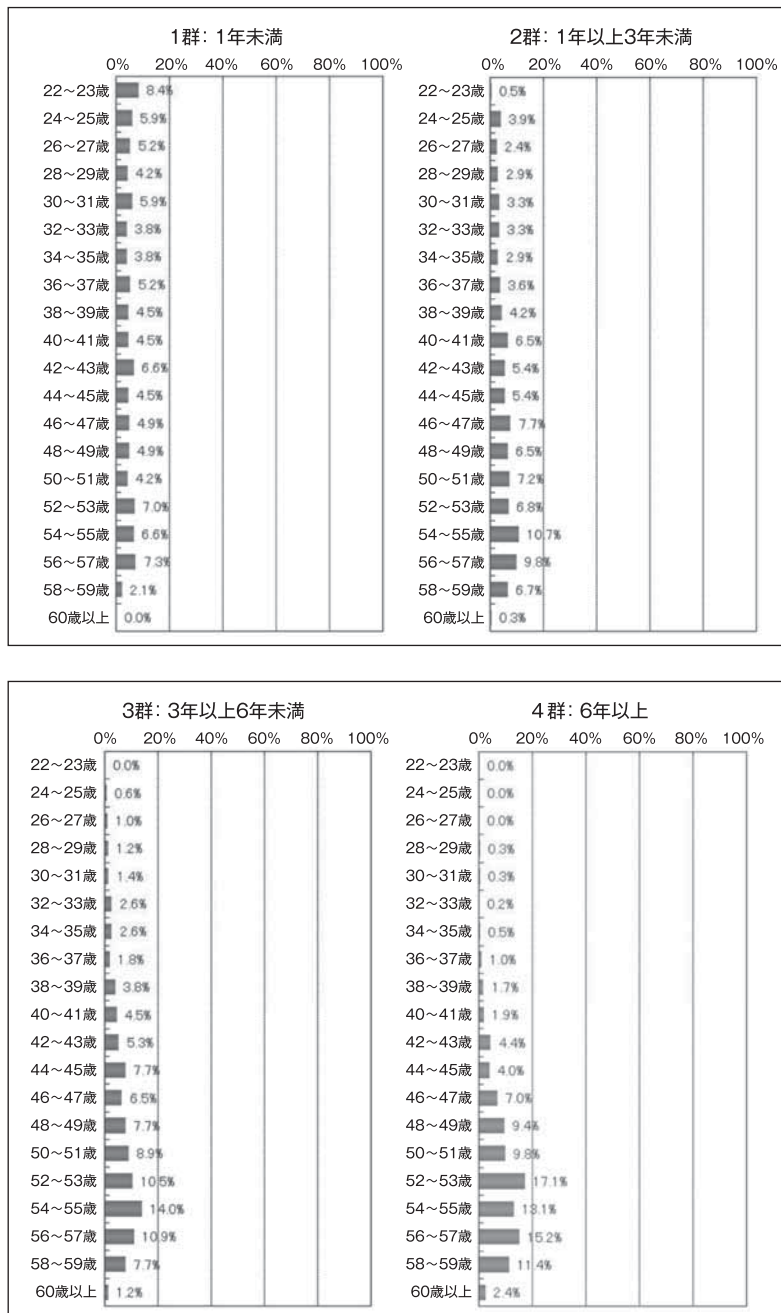 1群: 1年未満
0% 20% 40% 60% 80% 100%
22~23歳 8.4%
24~25歳 5.9%
26~27歳 5.2%
28~29歳 4.2%
30~31歳 5.9%
32~33歳 3.8%
34~35歳 3.8%
36~37歳 5.2%
38~39歳 4.5%
40~41歳 4.5%
42~43歳 6.6%
44~45歳 4.5%
46~47歳 4.9%
48~49歳 4.9%
50~51歳 4.2%
52~53歳 7.0%
54~55歳 6.6%
56~57歳 7.3%
58~59歳 2.1%
60歳以上 0.0%
2群: 1年以上3年未満
0% 20% 40% 60% 80% 100%
22~23歳 0.5%
24~25歳 3.9%
26~27歳 2.4%
28~29歳 2.9%
30~31歳 3.3%
32~33歳 3.3%
34~35歳 2.9%
36~37歳 3.6%
38~39歳 4.2%
40~41歳 6.5%
42~43歳 5.4%
44~45歳 5.4%
46~47歳 7.7%
48~49歳 6.5%
50~51歳 7.2%
52~53歳 6.8%
54~55歳 10.7%
56~57歳 9.8%
58~59歳 6.7%
60歳以上 0.3%
3群: 3年以上6年未満
0% 20% 40% 60% 80% 100%
22~23歳 0.0%
24~25歳 0.6%
26~27歳 1.0%
28~29歳 1.2%
30~31歳 1.4%
32~33歳 2.6%
34~35歳 2.6%
36~37歳 1.8%
38~39歳 3.8%
40~41歳 4.5%
42~43歳 5.3%
44~45歳 7.7%
46~47歳 6.5%
48~49歳 7.7%
50~51歳 8.9%
52~53歳 10.5%
54~55歳 14.0%
56~57歳 10.9%
58~59歳 7.7%
60歳以上 1.2%
4群: 6年以上
0% 20% 40% 60% 80% 100%
22~23歳 0.0%
24~25歳 0.0%
26~27歳 0.0%
28~29歳 0.3%
30~31歳 0.3%
32~33歳 0.2%
34~35歳 0.5%
36~37歳 1.0%
38~39歳 1.7%
40~41歳 1.9%
42~43歳 4.4%
44~45歳 4.0%
46~47歳 7.0%
48~49歳 9.4%
50~51歳 9.8%
52~53歳 17.1%
54~55歳 13.1%
56~57歳 15.2%
58~59歳 11.4%
60歳以上 2.4%